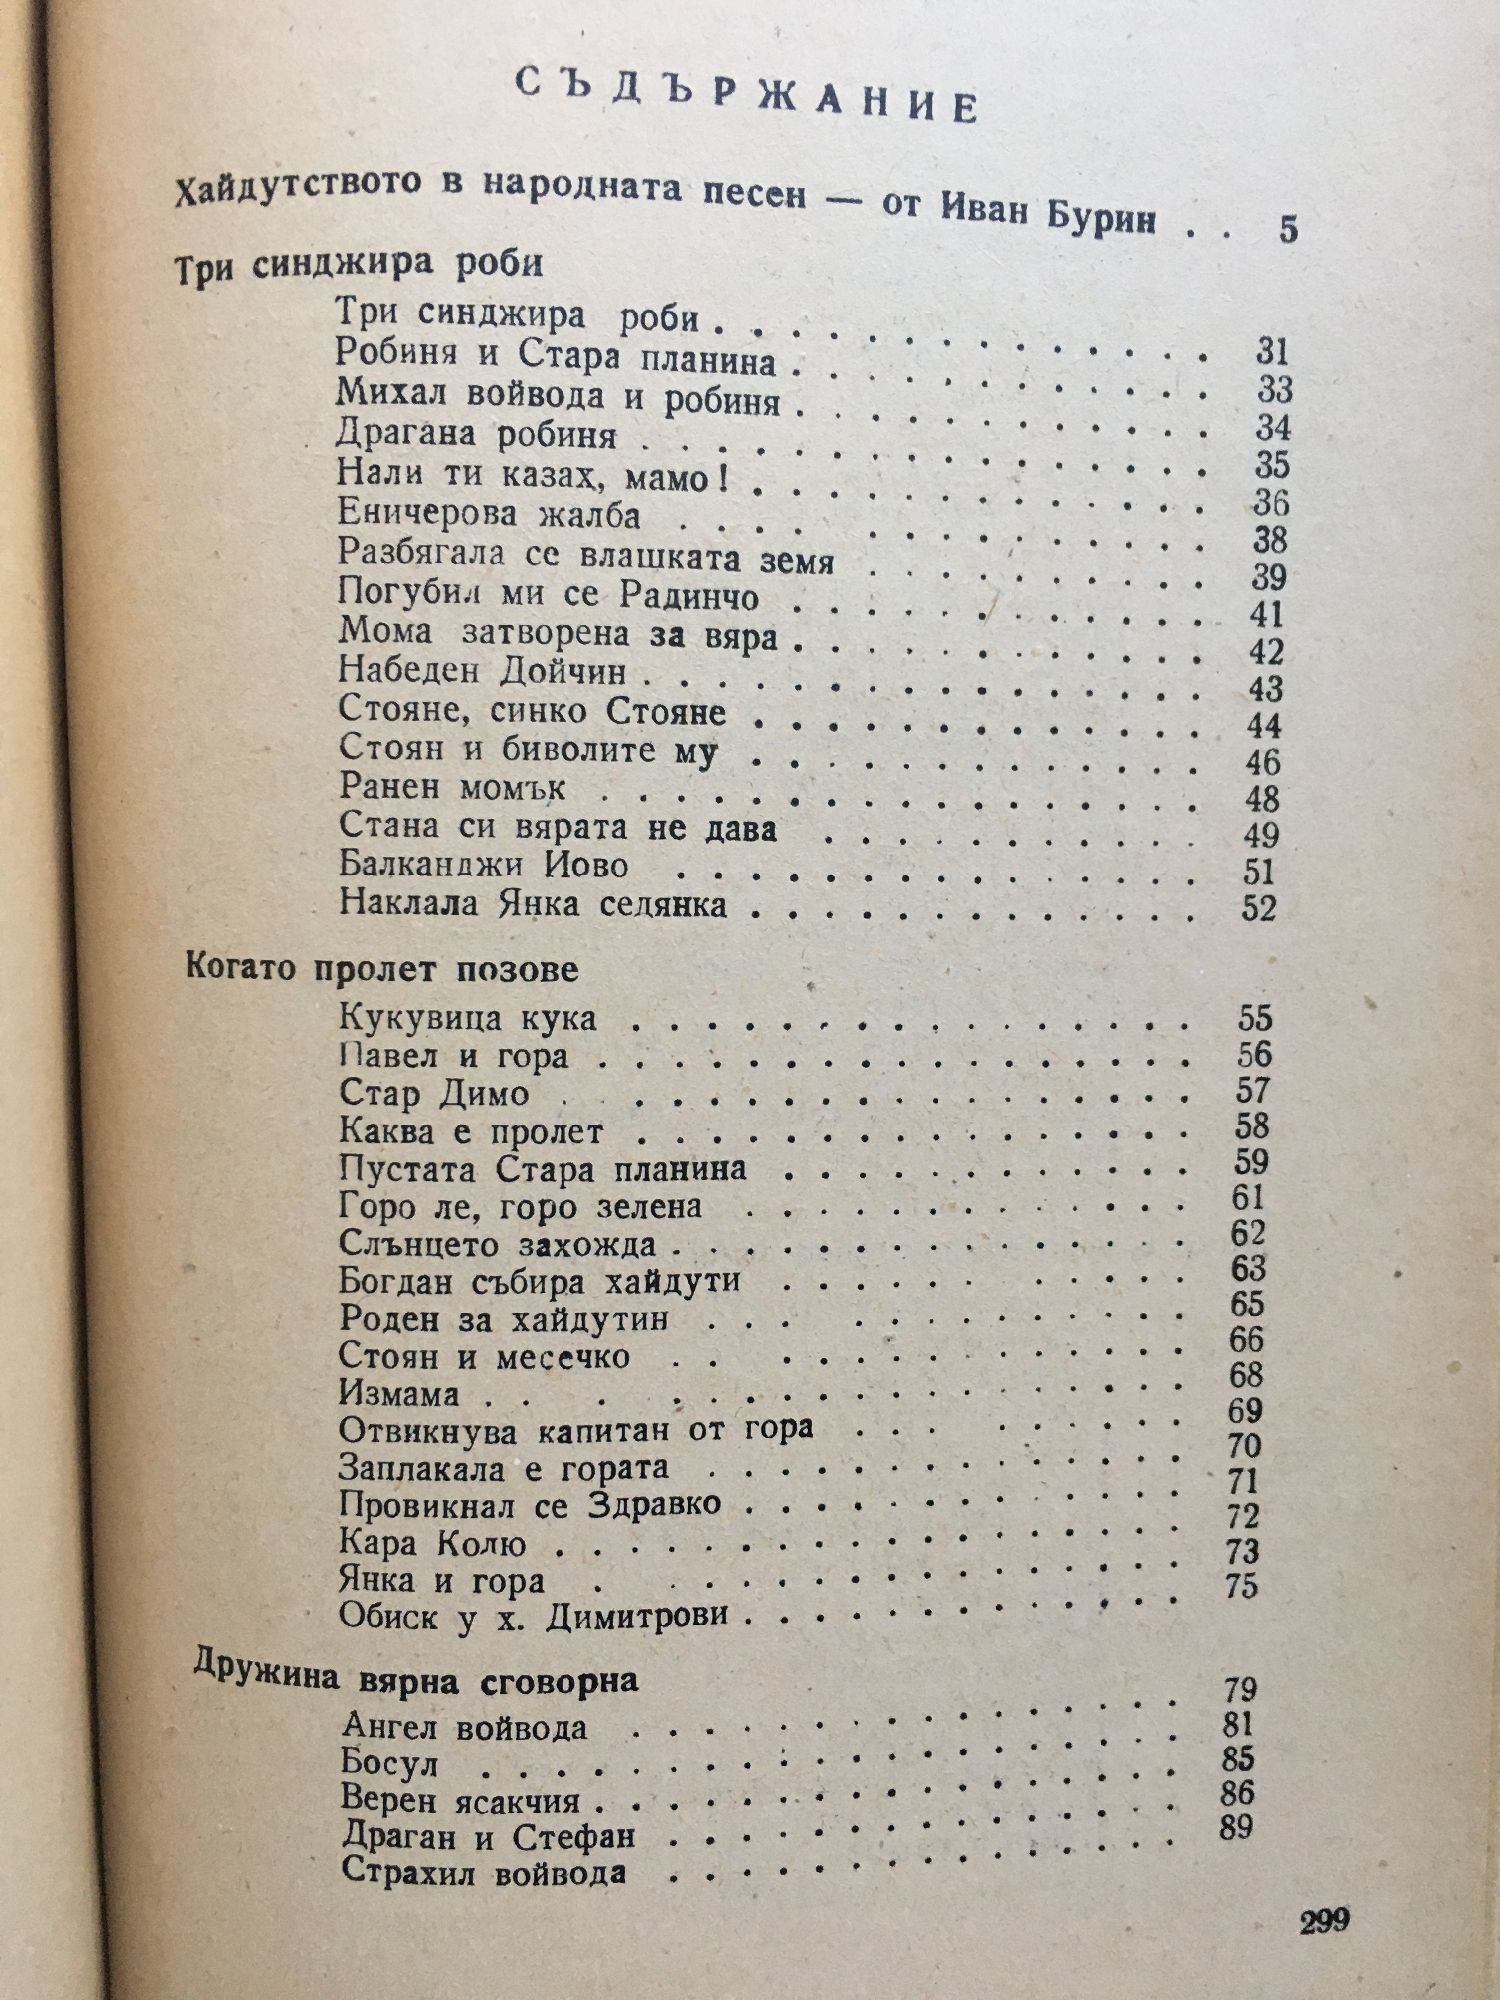 СЪДЪРЖАНИЕ
Хайдутството в народната песен — от Иван Бурин . . 5
Три синджира роби
Три синджира роби . . . . . . . . . . . . . . 31
Робиня и Стара планина . . . . . . . . . . . . 33
Михал войвода и робиня . . . . . . . . . . . . 34
Драгана робиня . . . . . . . . . . . . . . . . 35
Нали ти казах, мамо! . . . . . . . . . . . . . 36
Еничерова жалба . . . . . . . . . . . . . . 38
Разбягала се влашката земя . . . . . . . . . . 39
Погубил ми се Радинчо . . . . . . . . . . . . 41
Мома затворена за вяра . . . . . . . . . . . . 42
Набеден Дойчин . . . . . . . . . . . . . . . . 43
Стояне, синко Стояне . . . . . . . . . . . . . 44
Стоян и биволите му . . . . . . . . . . . . . 46
Ранен момък . . . . . . . . . . . . . . . . . 48
Стана си вярата не дава . . . . . . . . . . . 49
Балканджи Йово . . . . . . . . . . . . . . . 51
Наклала Янка седянка . . . . . . . . . . . . . 52
Когато пролет позове
Кукувица кука . . . . . . . . . . . . . . . . 55
Павел и гора . . . . . . . . . . . . . . . . . 56
Стар Димо . . . . . . . . . . . . . . . . . 57
Каква е пролет . . . . . . . . . . . . . . . . 58
Пустата Стара планина . . . . . . . . . . . . 59
Горо ле, горо зелена . . . . . . . . . . . . . 61
Слънцето захожда . . . . . . . . . . . . . . . 62
Богдан събира хайдути . . . . . . . . . . . . 63
Роден за хайдутин . . . . . . . . . . . . . 65
Стоян и месечко . . . . . . . . . . . . . . 66
Измама . . . . . . . . . . . . . . . . . 68
Отвикнува капитан от гора . . . . . . . . . . 69
Заплакала е гората . . . . . . . . . . . . . . 70
Провикнал се Здравко . . . . . . . . . . . . . 71
Кара Колю . . . . . . . . . . . . . . . . . . 72
Янка и гора . . . . . . . . . . . . . . . . 73
Обиск у х. Димитрови . . . . . . . . . . . . . 75
Дружина вярна сговорна
Ангел войвода . . . . . . . . . . . . . . . . 79
Босул . . . . . . . . . . . . . . . . . . . . 81
Верен ясакчия . . . . . . . . . . . . . . . . 85
Драган и Стефан . . . . . . . . . . . . . . . 86
Страхил войвода . . . . . . . . . . . . . . . 89
299